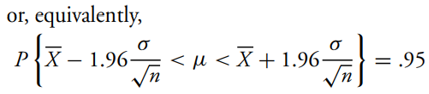 or, equivalently,
P{X̅ − 1.96 σ/√n < μ < X̅ + 1.96 σ/√n} = .95